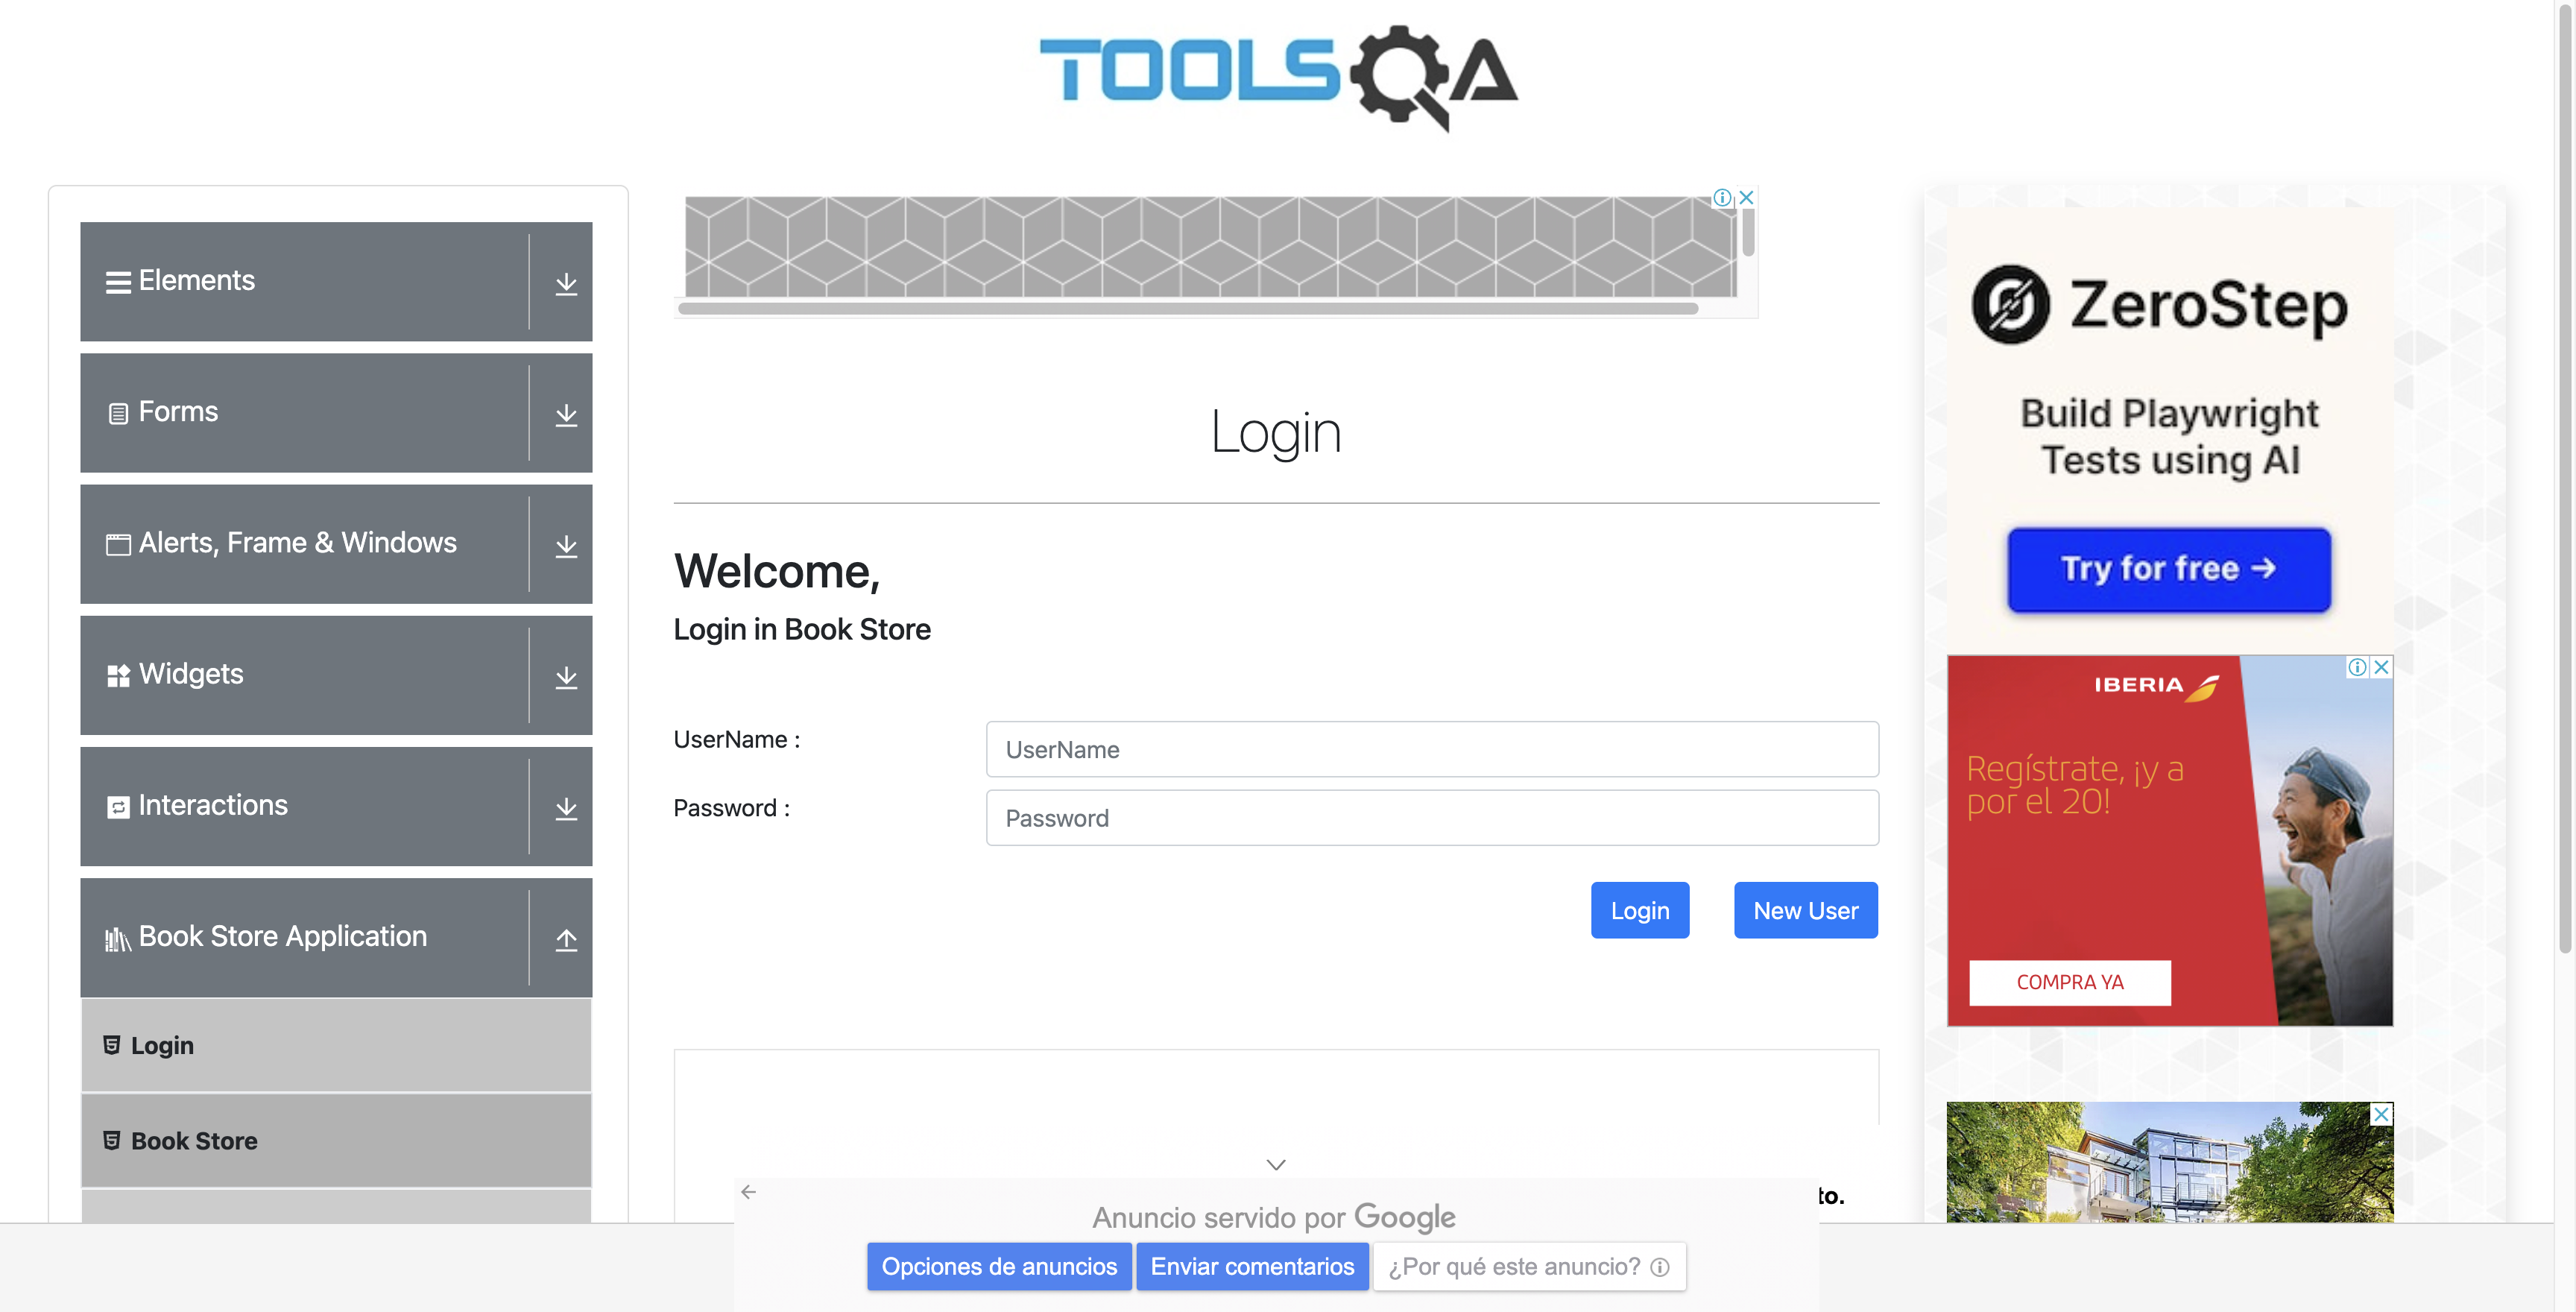 TOOLSQA
Elements
Forms
Alerts, Frame & Windows
Widgets
Interactions
Book Store Application
Login
Book Store
Login
Welcome,
Login in Book Store
UserName :
UserName
Password :
Password
Login
New User
to.
ZeroStep
Build Playwright
Tests using AI
Try for free →
IBERIA
Regístrate, ¡y a
por el 20!
COMPRA YA
Anuncio servido por Google
Opciones de anuncios
Enviar comentarios
¿Por qué este anuncio?